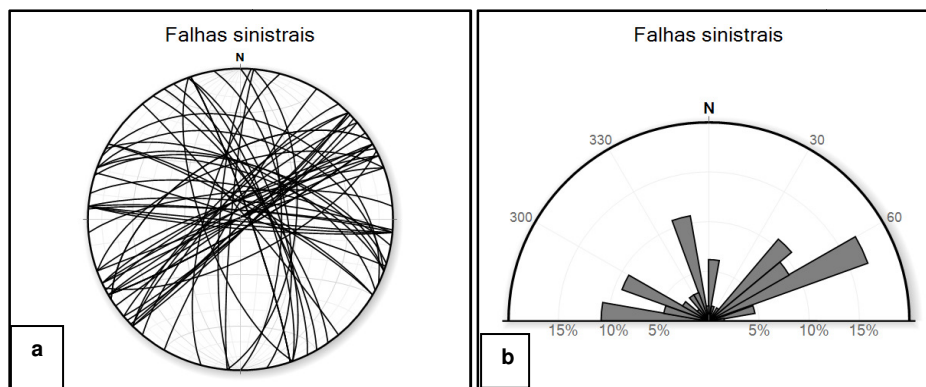 Falhas sinistrais
N
a
Falhas sinistrais
N
330 30
300 60
15% 10% 5% 5% 10% 15%
b